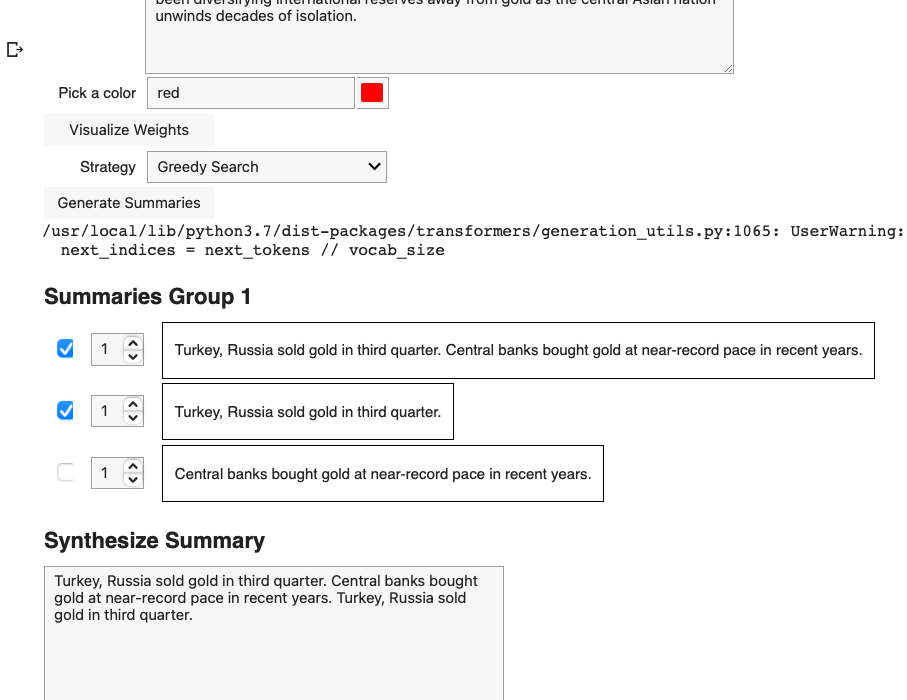 been diversifying international reserves away from gold as the central Asian nation
unwinds decades of isolation.
Pick a color red
Visualize Weights
Strategy Greedy Search
Generate Summaries
/usr/local/lib/python3.7/dist-packages/transformers/generation_utils.py:1065: UserWarning:
next_indices = next_tokens // vocab_size
Summaries Group 1
1 Turkey, Russia sold gold in third quarter. Central banks bought gold at near-record pace in recent years.
1 Turkey, Russia sold gold in third quarter.
1 Central banks bought gold at near-record pace in recent years.
Synthesize Summary
Turkey, Russia sold gold in third quarter. Central banks bought
gold at near-record pace in recent years. Turkey, Russia sold
gold in third quarter.